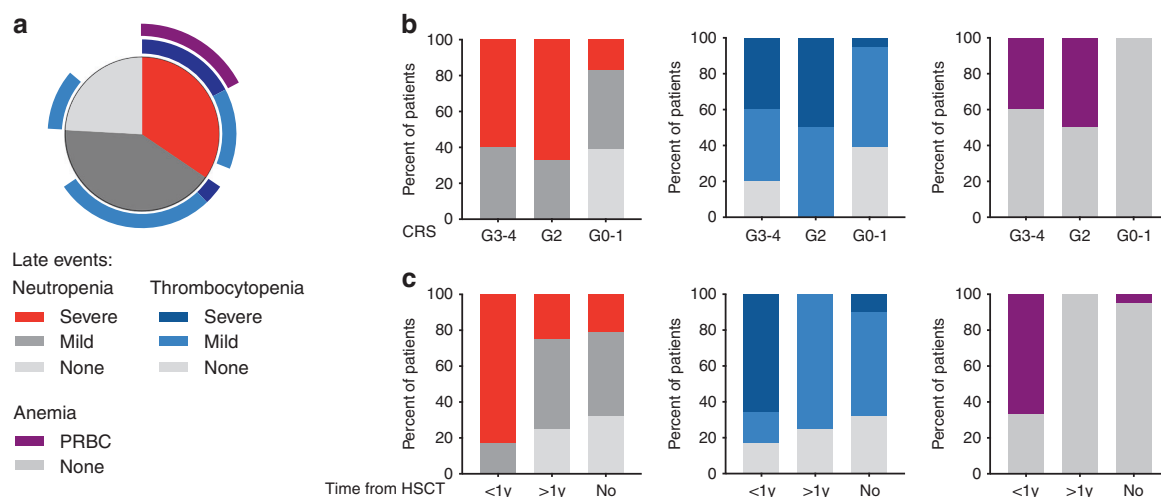 a
Late events:
Neutropenia
Severe
Mild
None
Thrombocytopenia
Severe
Mild
None
Anemia
PRBC
None
b
Percent of patients
100
80
60
40
20
0
CRS
G3-4 G2 G0-1
Percent of patients
100
80
60
40
20
0
G3-4 G2 G0-1
Percent of patients
100
80
60
40
20
0
G3-4 G2 G0-1
c
Percent of patients
100
80
60
40
20
0
Time from HSCT
<1y >1y No
Percent of patients
100
80
60
40
20
0
<1y >1y No
Percent of patients
100
80
60
40
20
0
<1y >1y No